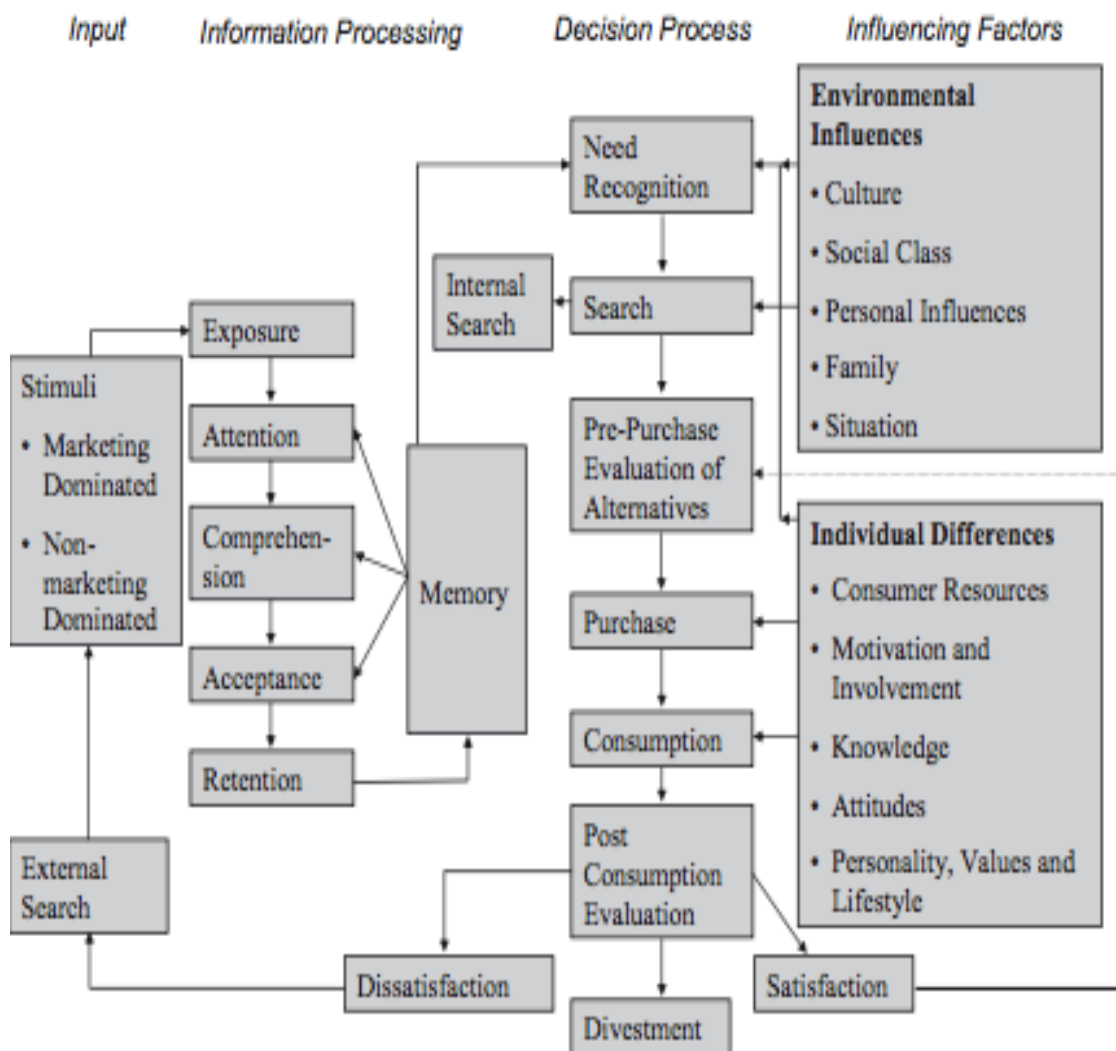 Input
Information Processing
Decision Process
Influencing Factors
Stimuli
• Marketing
Dominated
• Non-
marketing
Dominated
External
Search
Exposure
Attention
Comprehen-
sion
Acceptance
Retention
Memory
Internal
Search
Need
Recognition
Search
Pre-Purchase
Evaluation of
Alternatives
Purchase
Consumption
Post
Consumption
Evaluation
Dissatisfaction
Divestment
Satisfaction
Environmental
Influences
• Culture
• Social Class
• Personal Influences
• Family
• Situation
Individual Differences
• Consumer Resources
• Motivation and
Involvement
• Knowledge
• Attitudes
• Personality, Values and
Lifestyle